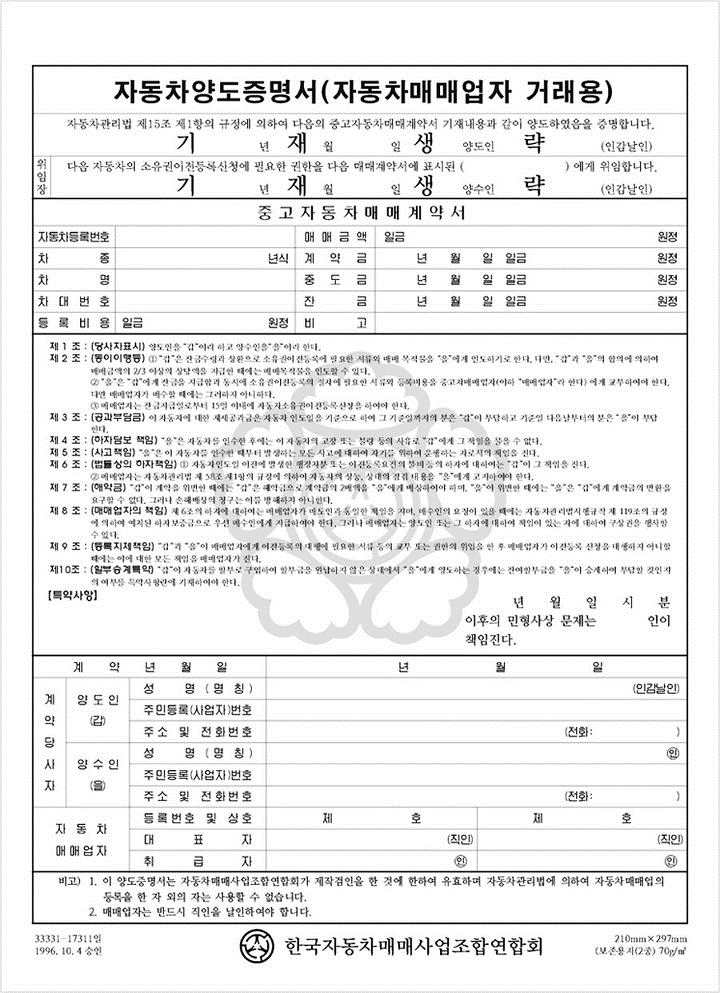 자동차양도증명서(자동차매매업자 거래용)
자동차관리법 제15조 제1항의 규정에 의하여 다음의 중고자동차매매계약서 기재내용과 같이 양도하였음을 증명합니다.
기 년 재 월 일 생 양도인 략 (인감날인)
위임장
다음 자동차의 소유권이전등록신청에 필요한 권한을 다음 매매계약서에 표시된 ( ) 에게 위임합니다.
기 년 재 월 일 생 양수인 략 (인감날인)
중고자동차매매계약서
자동차등록번호 매 매 금 액 일금 원정
차 종 년식 계 약 금 년 월 일 일금 원정
차 명 중 도 금 년 월 일 일금 원정
차 대 번 호 잔 금 년 월 일 일금 원정
등 록 비 용 일금 원정 비 고
제 1 조 : (당사자표시) 양도인을 "갑"이라 하고 양수인을"을"이라 한다.
제 2 조 : (동이이행등) ① "갑"은 잔금수령과 상환으로 소유권이전등록에 필요한 서류와 매매 목적물을 "을"에게 인도하기로 한다. 다만, "갑"과 "을"의 합의에 의하여
매매금액의 2/3 이상의 상당액을 지급한 때에는 매매목적물을 인도할 수 있다.
② "을"은 "갑"에게 잔금을 지급함과 동시에 소유권이전등록의 절차에 필요한 서류와 등록비용을 중고차매매업자(이하 "매매업자"라 한다) 에게 교부하여야 한다.
다만 매매업자가 매수할 때에는 그러하지 아니하다.
③ 매매업자는 잔금지급일로부터 15일 이내에 자동차소유권이전등록신청을 하여야 한다.
제 3 조 : (공과부담금) 이 자동차에 대한 제세공과금은 자동차 인도일을 기준으로 하여 그 기준일까지의 분은 "갑"이 부담하고 기준일 다음날부터의 분은 "을"이 부담
한다.
제 4 조 : (하자담보 책임) "을"은 자동차를 인수한 후에는 이 자동차의 고장 또는 불량 등의 사유로 "갑"에게 그 책임을 물을 수 없다.
제 5 조 : (사고책임) "을"은 이 자동차를 인수한 때부터 발생하는 모든 사고에 대하여 자기를 위하여 운행하는 자로서의 책임을 진다.
제 6 조 : (법률상의 하자책임) ① 자동차인도일 이전에 발생한 행정처분 또는 이전등록요건의 불비 등의 하자에 대하여는 "갑"이 그 책임을 진다.
② 매매업자는 자동차관리법 제 58조 제1항의 규정에 의하여 자동차의 성능, 상태의 점검 내용을 "을"에게 고지하여야 한다.
제 7 조 : (해약금) "갑"이 계약을 위반한 때에는 "갑"은 해약금으로 계약금의 2배액을 "을"에게 배상하여야 하며, "을"이 위반한 때에는 "을"은 "갑"에게 계약금의 반환을
요구할 수 없다. 그러나 손해배상의 청구는 이를 방해하지 아니한다.
제 8 조 : (매매업자의 책임) 제 6조의 하자에 대하여는 매매업자가 매도인과 동일한 책임을 지며, 매수인의 요청이 있을 때에는 자동차관리법시행규칙 제 119조의 규정
에 의하여 예치된 하자보증금으로 우선 매수인에게 지급하여야 한다. 그러나 매매업자는 양도인 또는 그 하자에 대하여 책임이 있는 자에 대하여 구상권을 행사할
수 있다.
제 9 조 : (등록지체책임) "갑"과 "을"이 매매업자에게 이전등록의 대행에 필요한 서류 등의 교부 또는 권한의 위임을 한 후 매매업자가 이전등록 신청을 대행하지 아니할
때에는 이에 대한 모든 책임을 매매업자가 진다.
제10조 : (할부승계특약) "갑"이 자동차를 할부로 구입하여 할부금을 완납하지 않은 상태에서 "을"에게 양도하는 경우에는 잔여할부금을 "을"이 승계하여 부담할 것인지
의 여부를 특약사항란에 기재하여야 한다.
[특약사항]
년 월 일 시 분
이후의 민형사상 문제는 인이
책임진다.
계 약 년 월 일 년 월 일
계약당사자
양도인 (갑)
성 명 (명 칭) (인감날인)
주민등록(사업자)번호
주소 및 전화번호 (전화: )
양수인 (을)
성 명 (명 칭) ㊞
주민등록(사업자)번호
주소 및 전화번호 (전화: )
자 동 차 매매업자
등록번호 및 상호 제 호 제 호
대 표 자 (직인) (직인)
취 급 자 ㊞ ㊞
비고) 1. 이 양도증명서는 자동차매매사업조합연합회가 제작검인을 한 것에 한하여 유효하며 자동차관리법에 의하여 자동차매매업의
등록을 한 자 외의 자는 사용할 수 없습니다.
2. 매매업자는 반드시 직인을 날인하여야 합니다.
33331-17311일
1996. 10. 4 승인
한국자동차매매사업조합연합회
210mm×297mm
(보존용지(2종) 70g/㎡